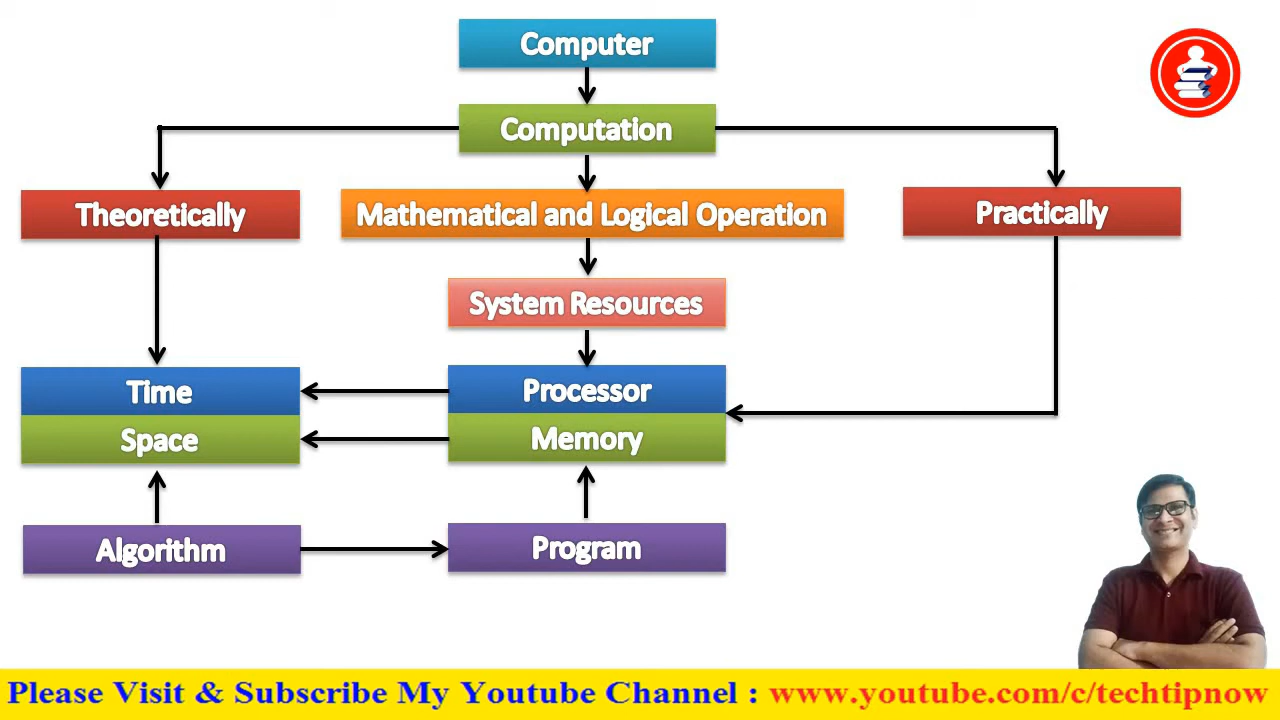 Computer
Computation
Theoretically
Mathematical and Logical Operation
Practically
System Resources
Time
Processor
Space
Memory
Algorithm
Program
Please Visit & Subscribe My Youtube Channel : www.youtube.com/c/techtipnow